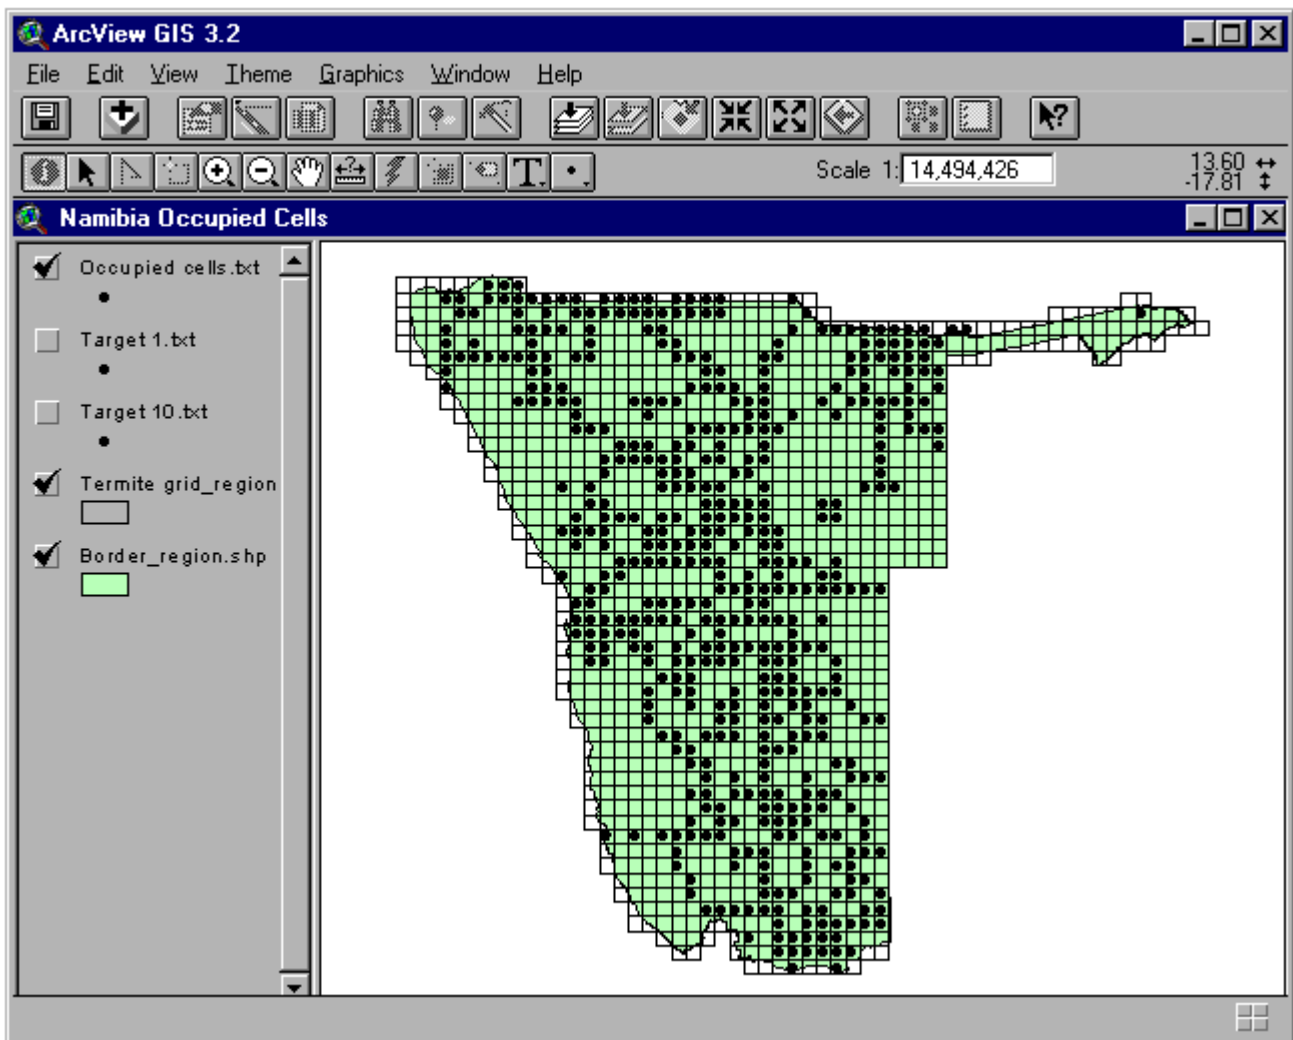 ArcView GIS 3.2
File Edit View Theme Graphics Window Help
Scale 1: 14,494,426
13.60
-17.81
Namibia Occupied Cells
Occupied cells.txt
Target 1.txt
Target 10.txt
Termite grid_region
Border_region.shp